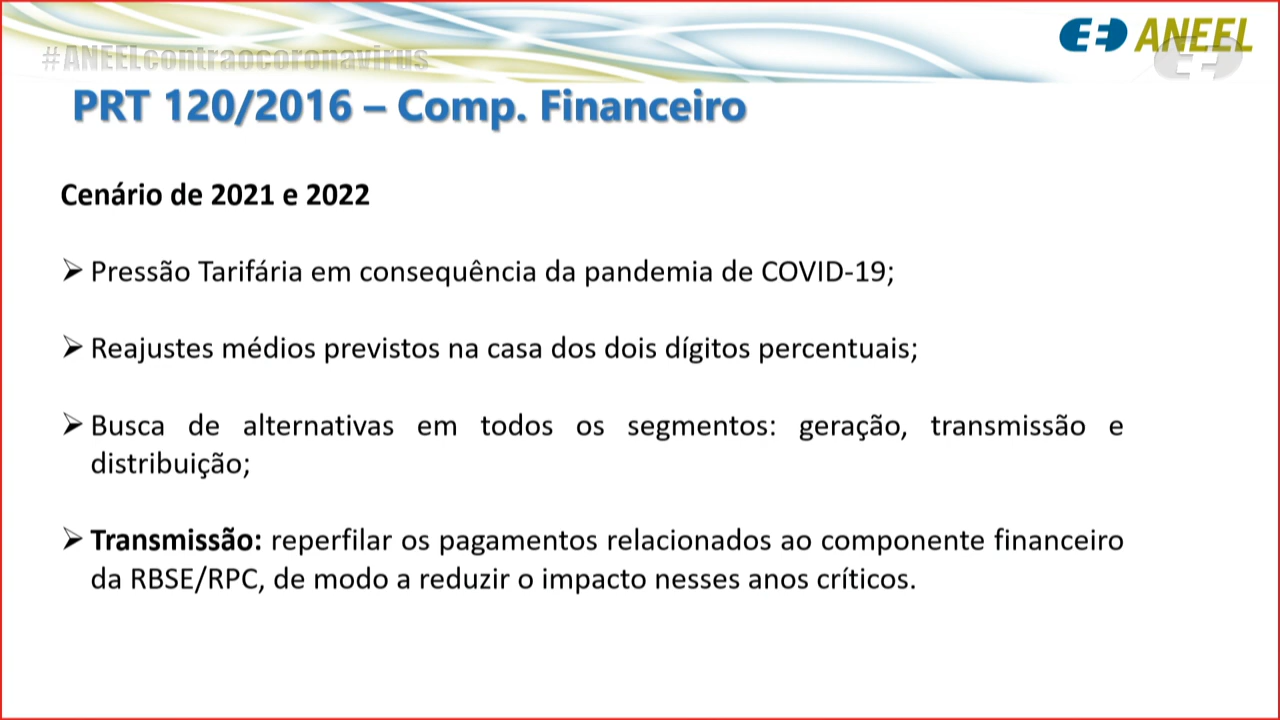 #ANEELcontraocoronavirus
ANEEL
PRT 120/2016 – Comp. Financeiro
Cenário de 2021 e 2022
Pressão Tarifária em consequência da pandemia de COVID-19;
Reajustes médios previstos na casa dos dois dígitos percentuais;
Busca de alternativas em todos os segmentos: geração, transmissão e
distribuição;
Transmissão: reperfilar os pagamentos relacionados ao componente financeiro
da RBSE/RPC, de modo a reduzir o impacto nesses anos críticos.